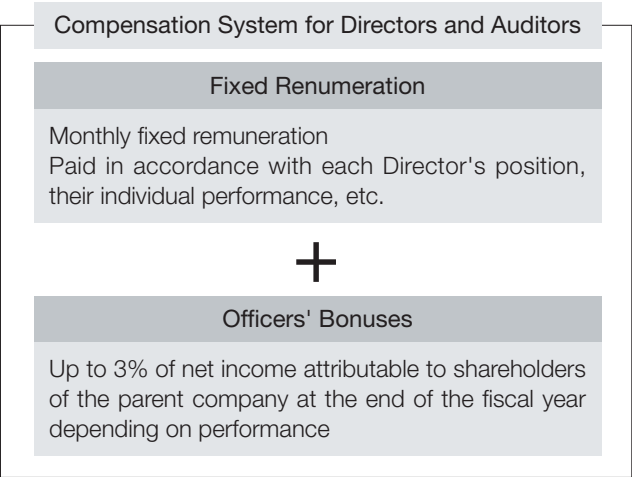 Compensation System for Directors and Auditors
Fixed Renumeration
Monthly fixed remuneration
Paid in accordance with each Director's position,
their individual performance, etc.
+
Officers' Bonuses
Up to 3% of net income attributable to shareholders
of the parent company at the end of the fiscal year
depending on performance